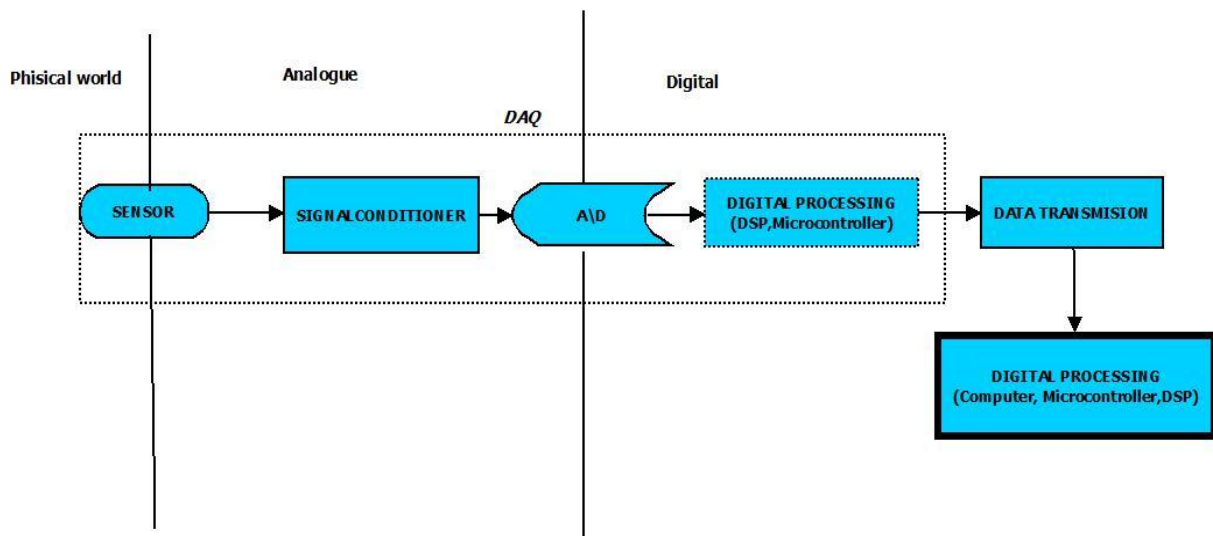 Phisical world
Analogue
Digital
DAQ
SENSOR
SIGNALCONDITIONER
A\D
DIGITAL PROCESSING
(DSP,Microcontroller)
DATA TRANSMISION
DIGITAL PROCESSING
(Computer, Microcontroller,DSP)